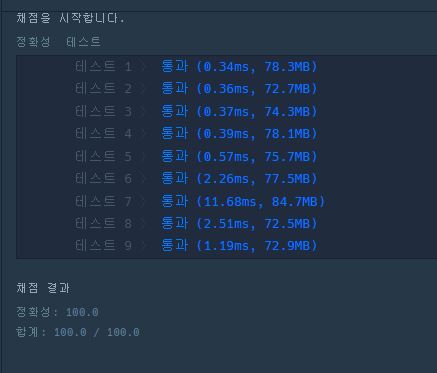 채점을 시작합니다.
정확성 테스트
테스트 1 〉 통과 (0.34ms, 78.3MB)
테스트 2 〉 통과 (0.36ms, 72.7MB)
테스트 3 〉 통과 (0.37ms, 74.3MB)
테스트 4 〉 통과 (0.39ms, 78.1MB)
테스트 5 〉 통과 (0.57ms, 75.7MB)
테스트 6 〉 통과 (2.26ms, 77.5MB)
테스트 7 〉 통과 (11.68ms, 84.7MB)
테스트 8 〉 통과 (2.51ms, 72.5MB)
테스트 9 〉 통과 (1.19ms, 72.9MB)
채점 결과
정확성: 100.0
합계: 100.0 / 100.0